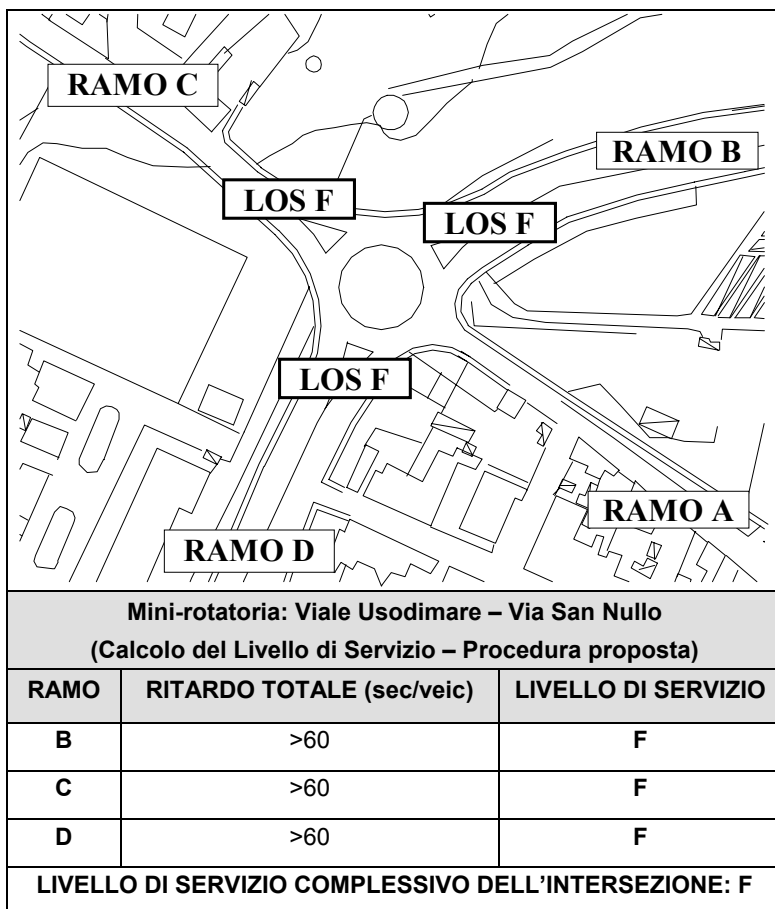 RAMO C
RAMO B
LOS F
LOS F
LOS F
RAMO A
RAMO D
Mini-rotatoria: Viale Usodimare – Via San Nullo
(Calcolo del Livello di Servizio – Procedura proposta)
RAMO RITARDO TOTALE (sec/veic) LIVELLO DI SERVIZIO
B >60 F
C >60 F
D >60 F
LIVELLO DI SERVIZIO COMPLESSIVO DELL'INTERSEZIONE: F